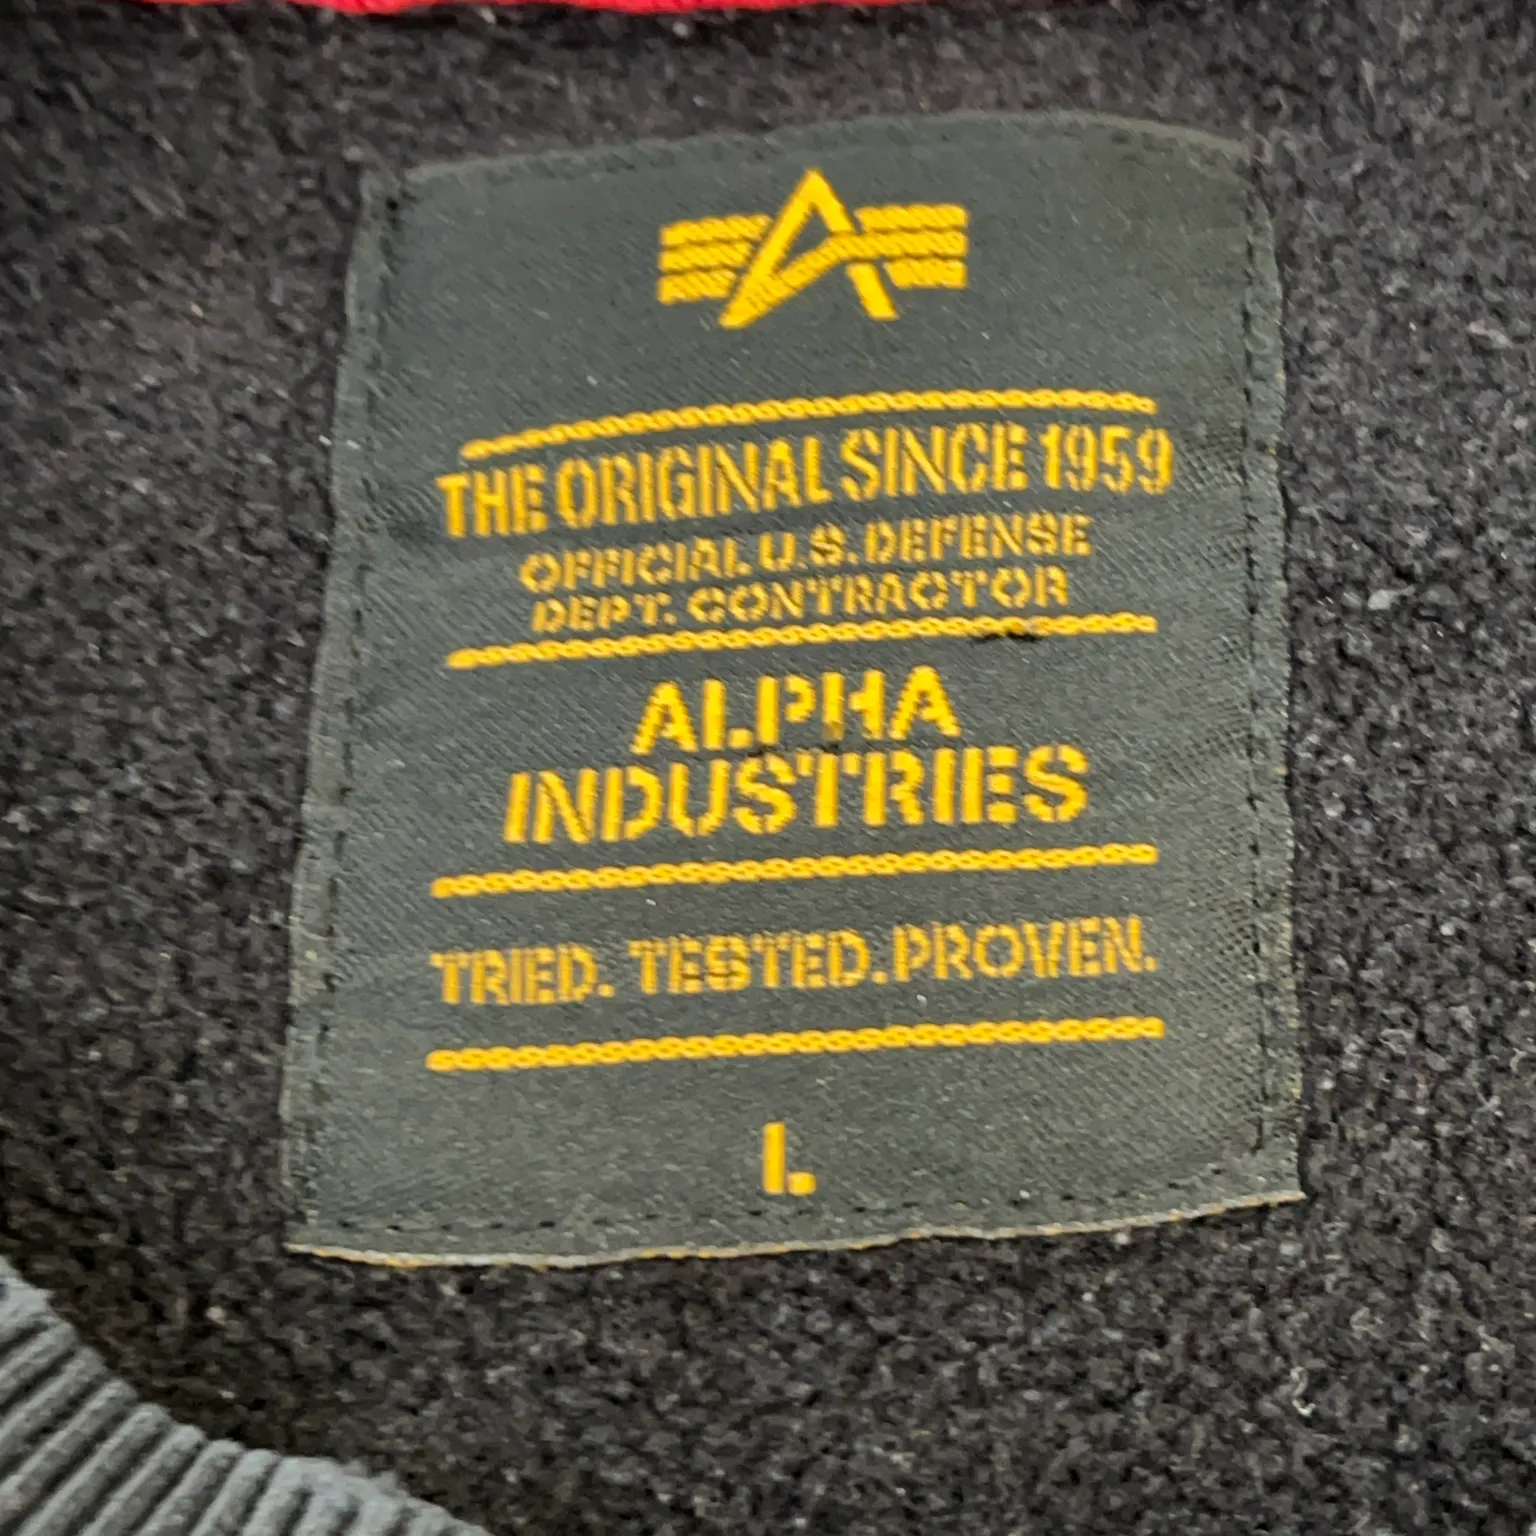 THE ORIGINAL SINCE 1959
OFFICIAL U.S. DEFENSE
DEPT. CONTRACTOR
ALPHA
INDUSTRIES
TRIED. TESTED. PROVEN.
L